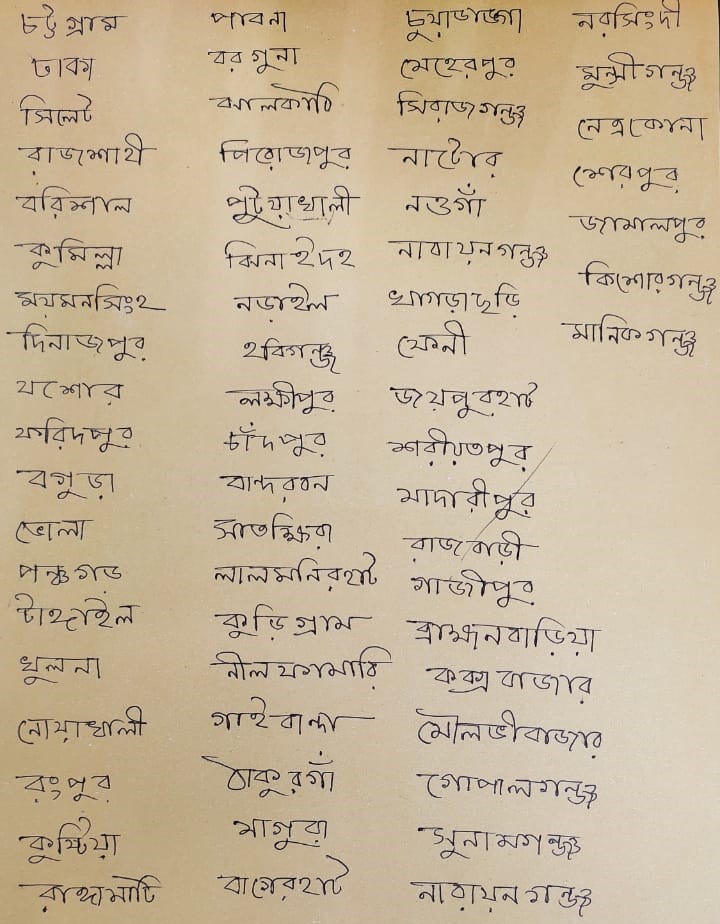 চট্টগ্রাম
ঢাকা
সিলেট
রাজশাহী
বরিশাল
কুমিল্লা
ময়মনসিংহ
দিনাজপুর
যশোর
ফরিদপুর
বগুড়া
ভোলা
পঞ্চগড়
টাঙ্গাইল
খুলনা
নোয়াখালী
রংপুর
কুষ্টিয়া
রাঙ্গামাটি
পাবনা
বরগুনা
ঝালকাঠি
পিরোজপুর
পটুয়াখালী
ঝিনাইদহ
নড়াইল
হবিগঞ্জ
লক্ষীপুর
চাঁদপুর
বান্দরবন
সাতক্ষিরা
লালমনিরহাট
কুড়িগ্রাম
নীলফামারি
গাইবান্দা
ঠাকুরগাঁ
মাগুরা
বাগেরহাট
চুয়াডাঙ্গা
মেহেরপুর
সিরাজগঞ্জ
নাটোর
নওগাঁ
নারায়নগঞ্জ
খাগড়াছড়ি
ফেনী
জয়পুরহাট
শরীয়তপুর
মাদারীপুর
রাজবাড়ী
গাজীপুর
ব্রাহ্মনবাড়িয়া
কক্সবাজার
মৌলভীবাজার
গোপালগঞ্জ
সুনামগঞ্জ
নারায়নগঞ্জ
নরসিংদী
মুন্সীগঞ্জ
নেত্রকোনা
শেরপুর
জামালপুর
কিশোরগঞ্জ
মানিকগঞ্জ